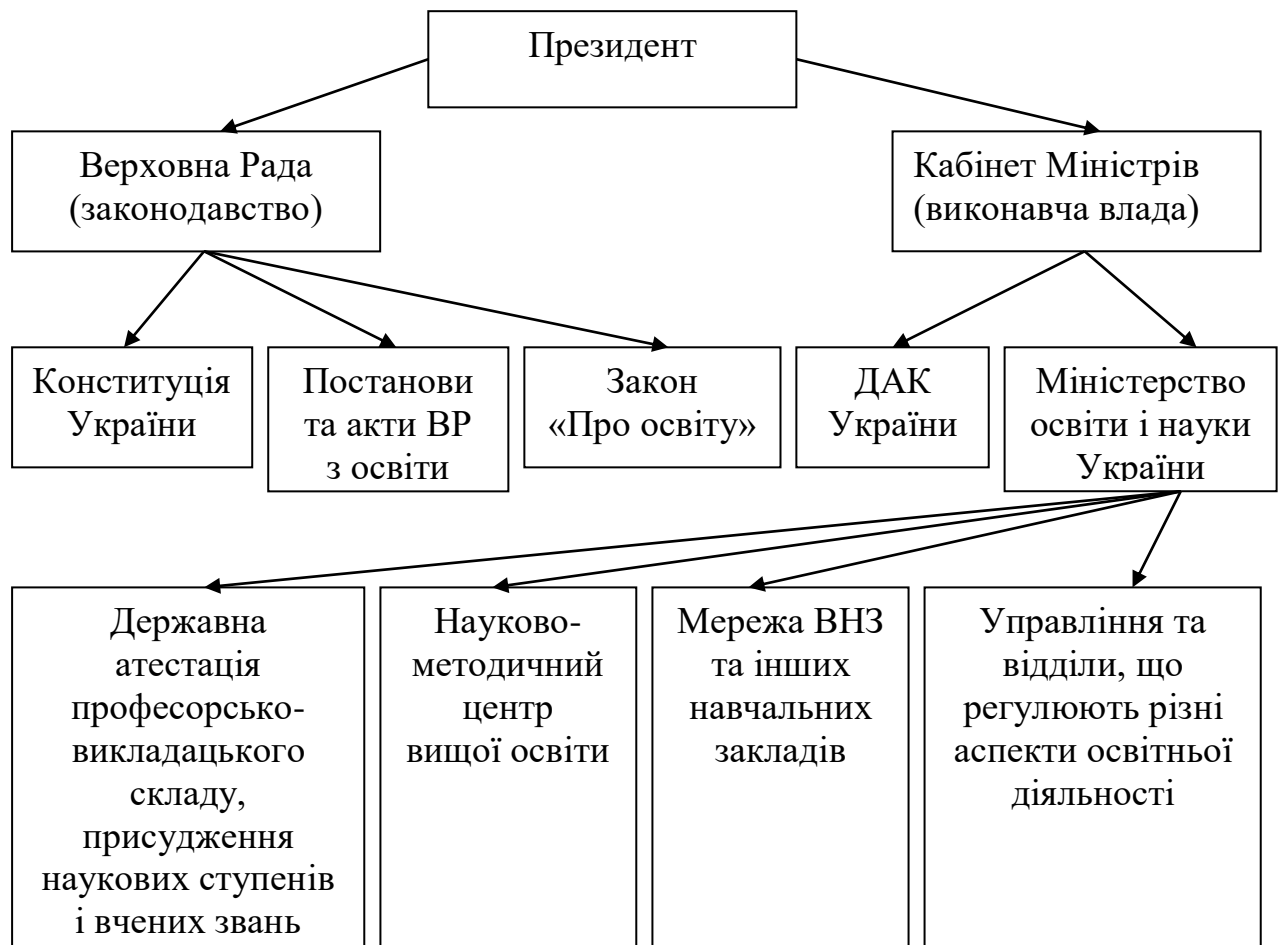 Президент
Верховна Рада
(законодавство)
Кабінет Міністрів
(виконавча влада)
Конституція
України
Постанови
та акти ВР
з освіти
Закон
«Про освіту»
ДАК
України
Міністерство
освіти і науки
України
Державна
атестація
професорсько-
викладацького
складу,
присудження
наукових ступенів
і вчених звань
Науково-
методичний
центр
вищої освіти
Мережа ВНЗ
та інших
навчальних
закладів
Управління та
відділи, що
регулюють різні
аспекти освітньої
діяльності